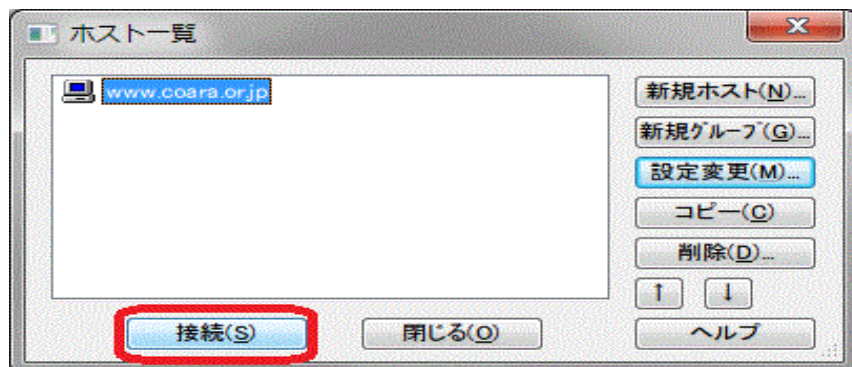 ホスト一覧
www.coara.or.jp
新規ホスト(N)...
新規ｸﾞﾙｰﾌﾟ(G)...
設定変更(M)...
コピー(C)
削除(D)...
↑ ↓
接続(S) 閉じる(O) ヘルプ